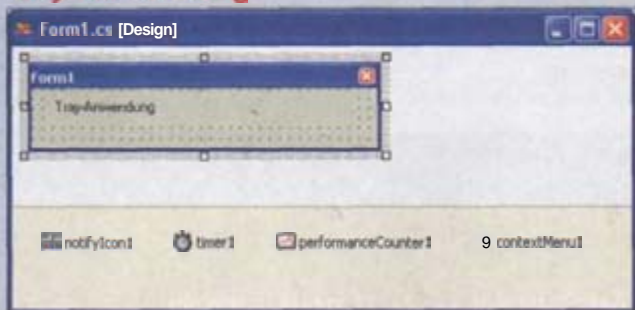 Form1.cs [Design]
form1
Tray-Anwendung
notifyIcon1 timer1 performanceCounter1 9 contextMenu1